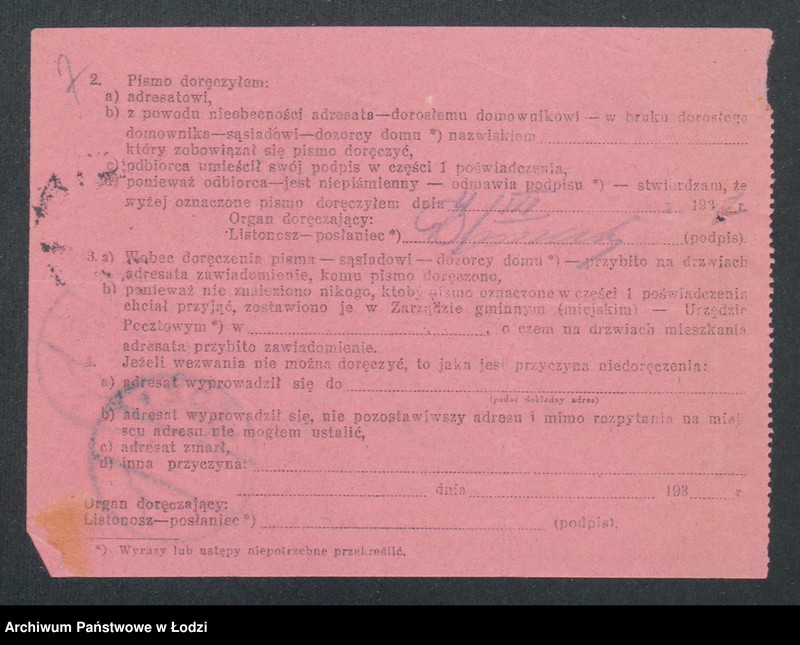 2. Pismo doręczyłem:
a) adresatowi,
b) z powodu nieobecności adresata—dorosłemu domownikowi — w braku dorosłego
domownika—sąsiadowi—dozorcy domu *) nazwiskiem
który zobowiązał się pismo doręczyć,
c) odbiorca umieścił swój podpis w części 1 poświadczenia,
d) ponieważ odbiorca—jest niepiśmienny — odmawia podpisu *) — stwierdzam, że
wyżej oznaczone pismo doręczyłem: dnia 4 VII 193 r.
Organ doręczający:
Listonosz—posłaniec *) (podpis).
3. a) Wobec doręczenia pisma — sąsiadowi — dozorcy domu *) — przybito na drzwiach
adresata zawiadomienie, komu pismo doręczono,
b) ponieważ nie znaleziono nikogo, ktoby pismo oznaczone w części 1 poświadczenia
chciał przyjąć, zostawiono je w Zarządzie gminnym (miejskim) — Urzędzie
Pocztowym *) w , o czem na drzwiach mieszkania
adresata przybito zawiadomienie.
4. Jeżeli wezwania nie można doręczyć, to jaka jest przyczyna niedoręczenia:
a) adresat wyprowadził się do
(podać dokładny adres)
b) adresat wyprowadził się, nie pozostawiwszy adresu i mimo rozpytania na miej
scu adresu nie mogłem ustalić,
c) adresat zmarł,
d) inna przyczyna:
dnia 193 r
Organ doręczający:
Listonosz—posłaniec *) (podpis).
*) Wyrazy lub ustępy niepotrzebne przekreślić.
Archiwum Państwowe w Łodzi